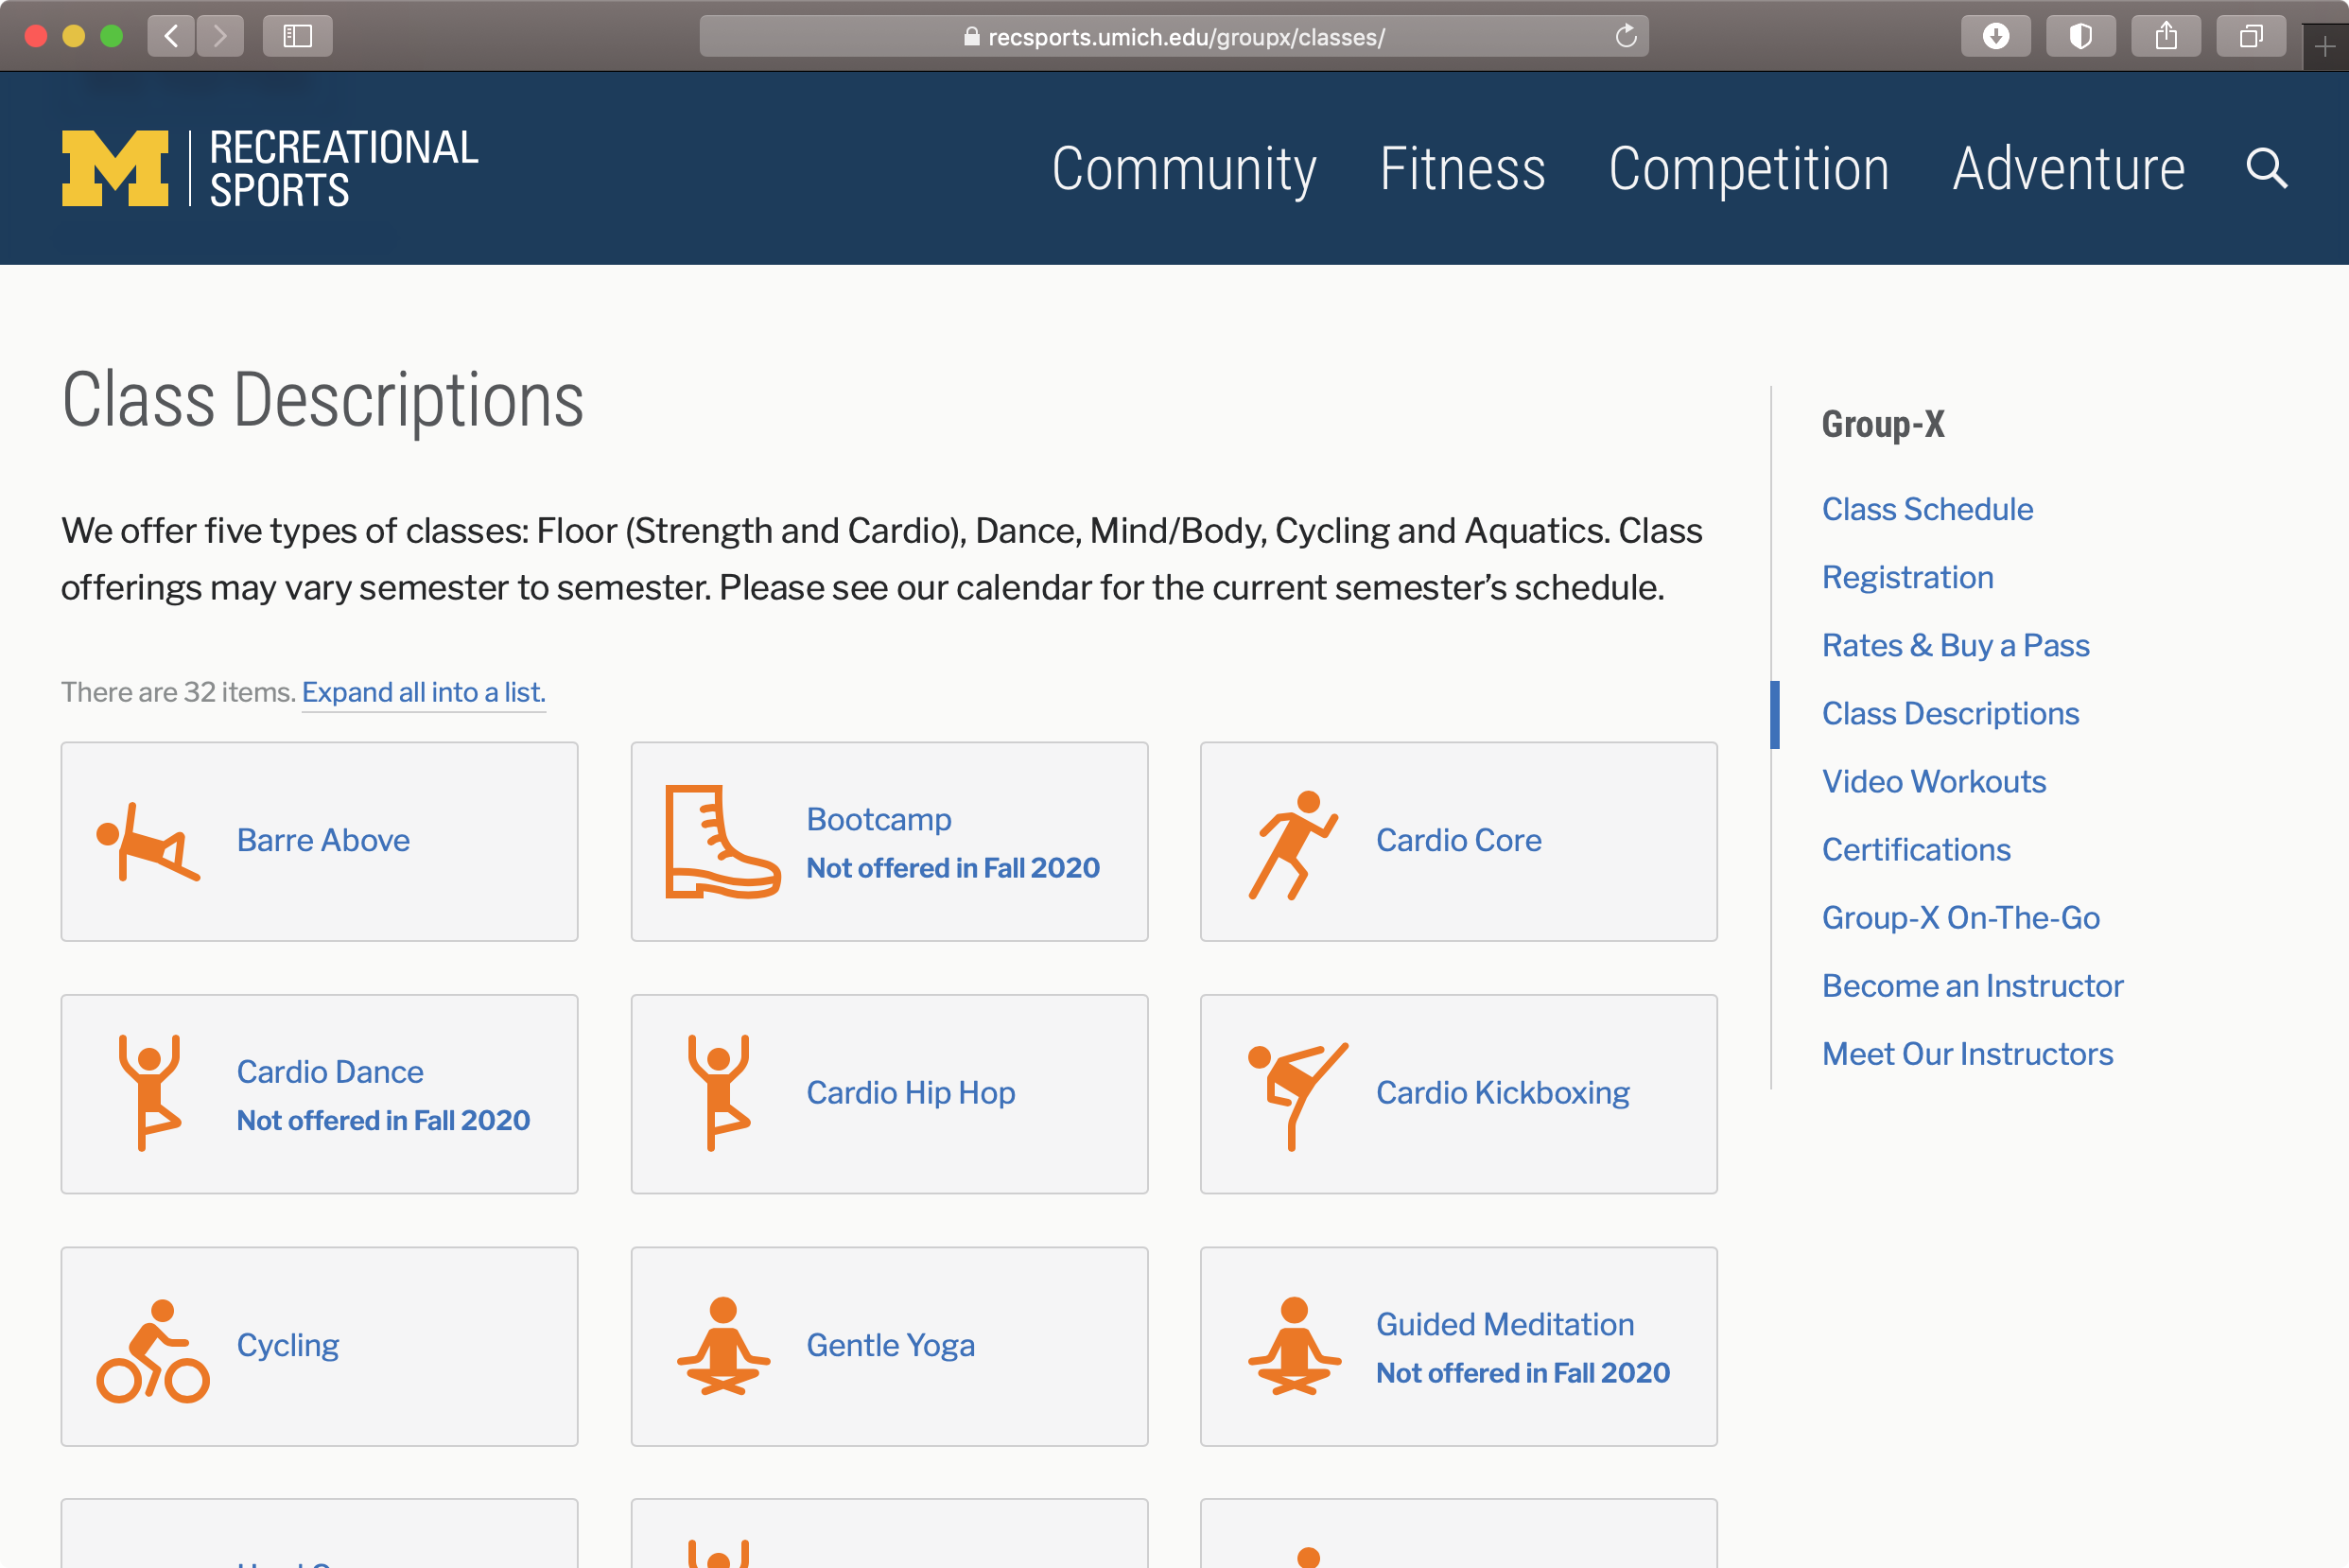 recsports.umich.edu/groupx/classes/
M
RECREATIONAL
SPORTS
Community
Fitness
Competition
Adventure
Class Descriptions
We offer five types of classes: Floor (Strength and Cardio), Dance, Mind/Body, Cycling and Aquatics. Class
offerings may vary semester to semester. Please see our calendar for the current semester’s schedule.
There are 32 items. Expand all into a list.
Barre Above
Bootcamp
Not offered in Fall 2020
Cardio Core
Cardio Dance
Not offered in Fall 2020
Cardio Hip Hop
Cardio Kickboxing
Cycling
Gentle Yoga
Guided Meditation
Not offered in Fall 2020
Group-X
Class Schedule
Registration
Rates & Buy a Pass
Class Descriptions
Video Workouts
Certifications
Group-X On-The-Go
Become an Instructor
Meet Our Instructors